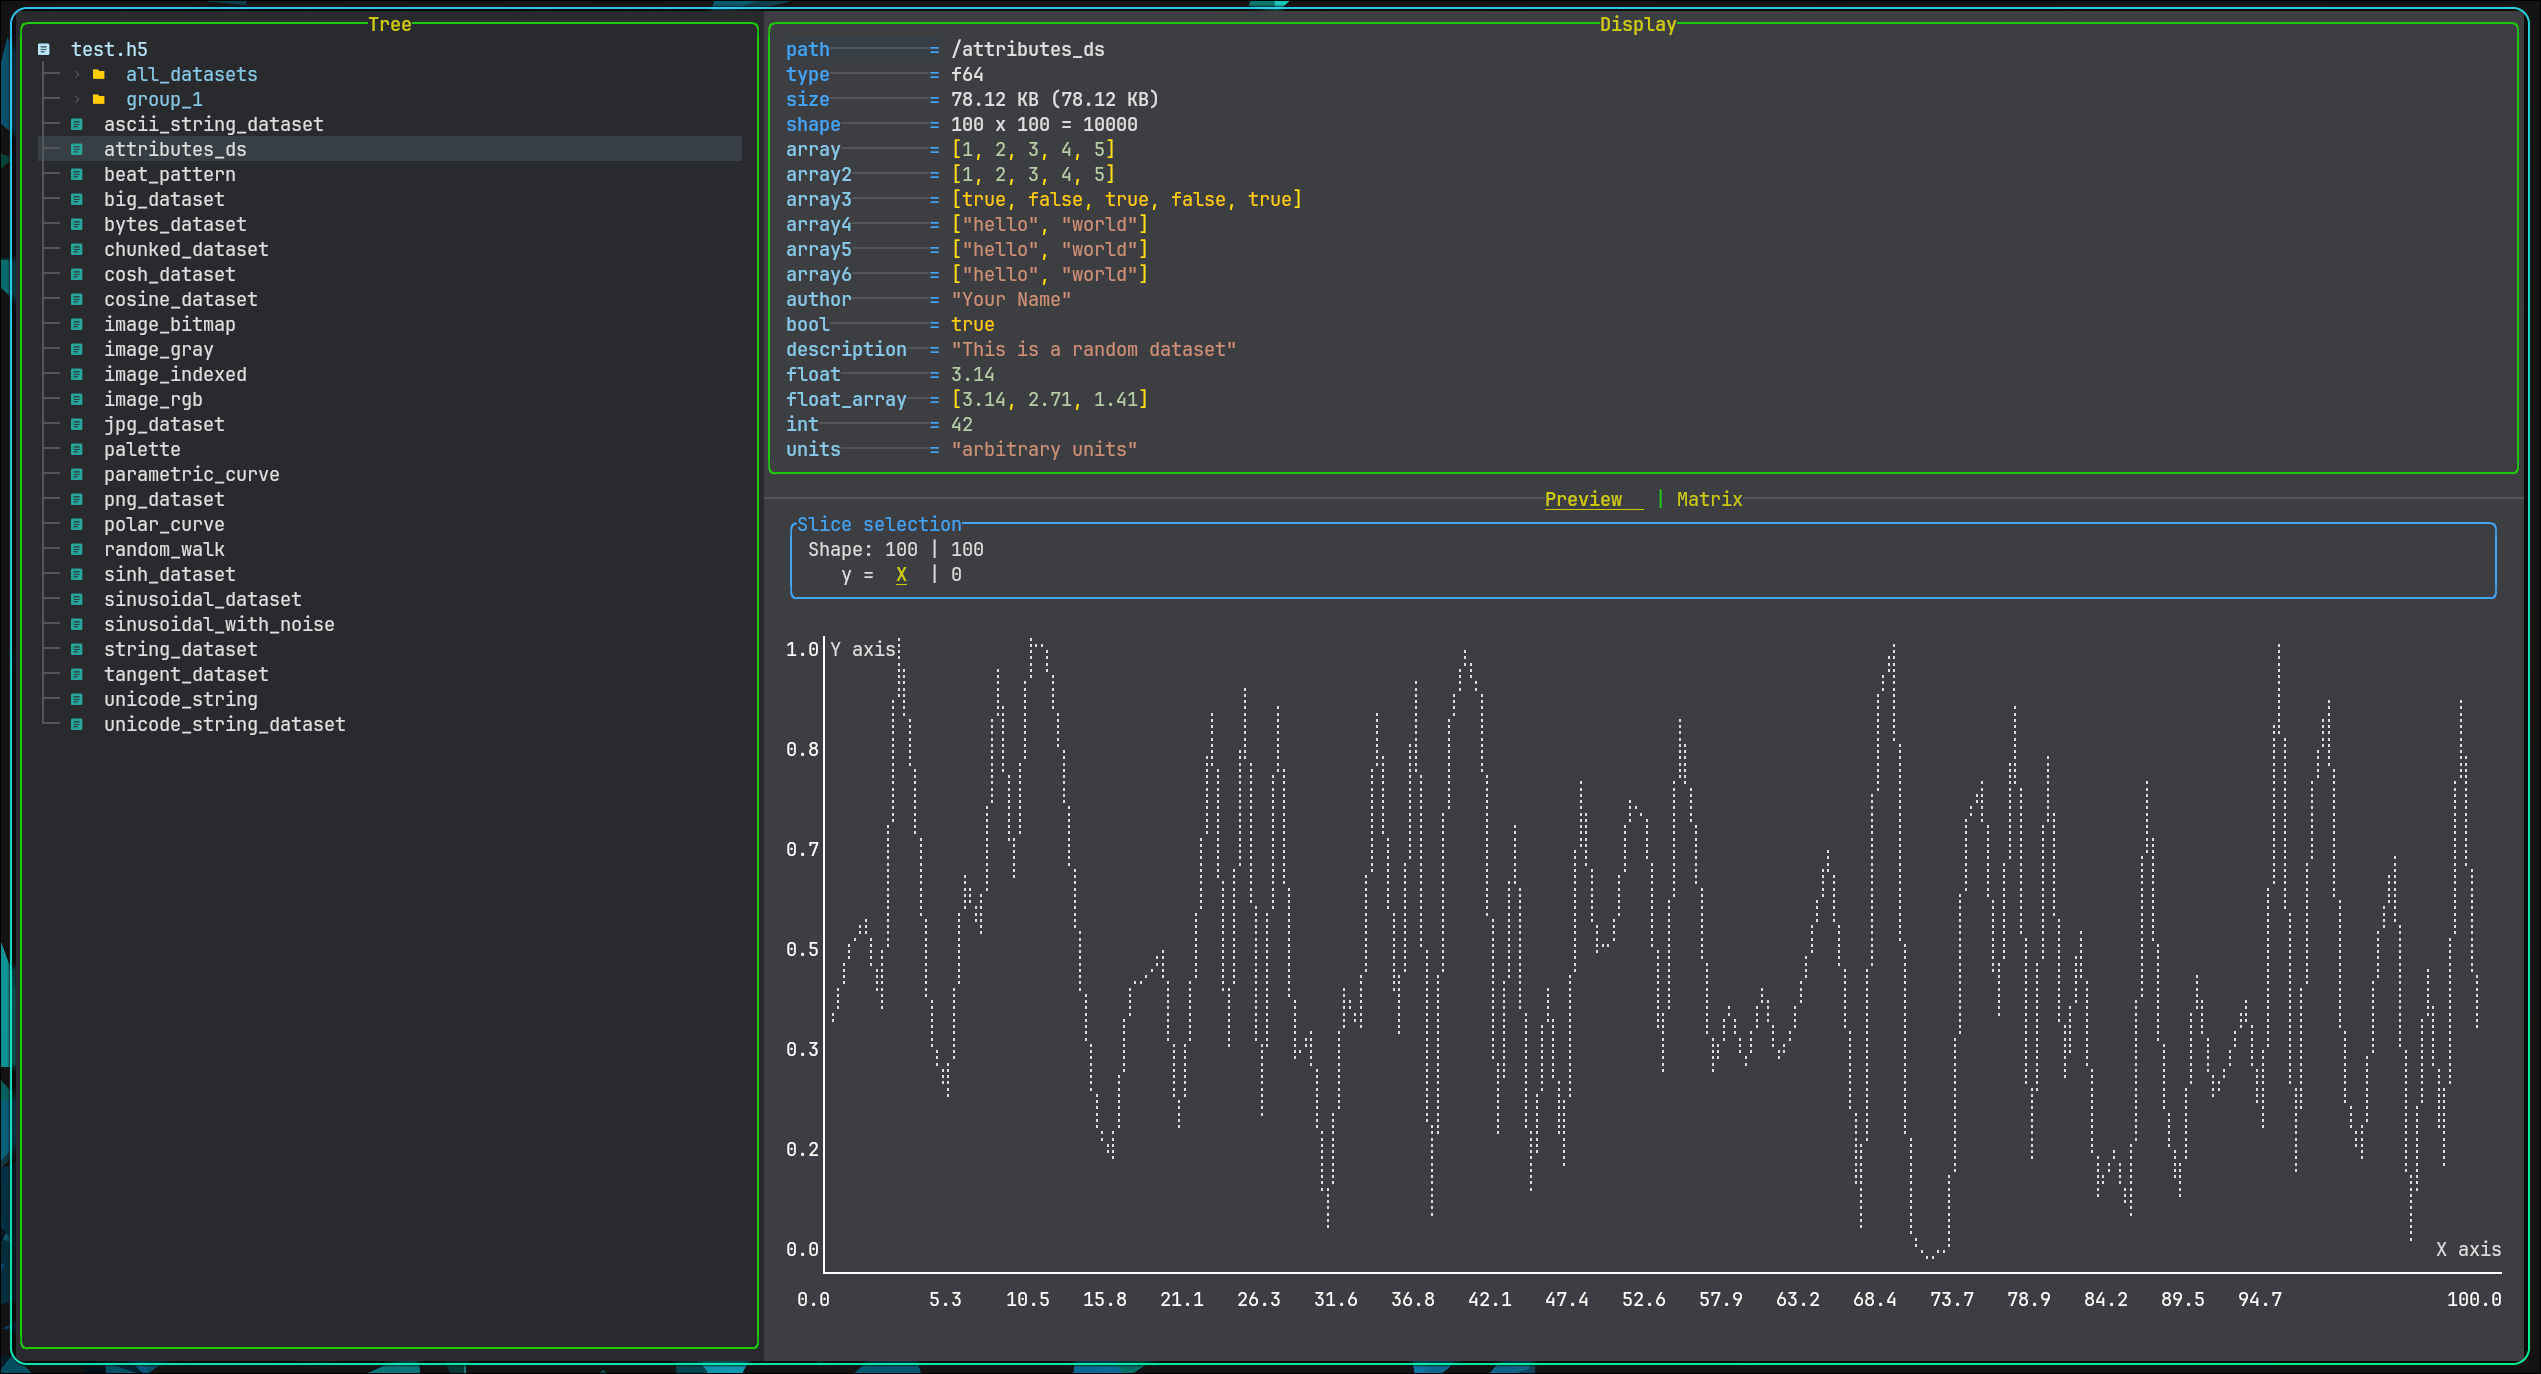 Tree
test.h5
all_datasets
group_1
ascii_string_dataset
attributes_ds
beat_pattern
big_dataset
bytes_dataset
chunked_dataset
cosh_dataset
cosine_dataset
image_bitmap
image_gray
image_indexed
image_rgb
jpg_dataset
palette
parametric_curve
png_dataset
polar_curve
random_walk
sinh_dataset
sinusoidal_dataset
sinusoidal_with_noise
string_dataset
tangent_dataset
unicode_string
unicode_string_dataset
Display
path = /attributes_ds
type = f64
size = 78.12 KB (78.12 KB)
shape = 100 x 100 = 10000
array = [1, 2, 3, 4, 5]
array2 = [1, 2, 3, 4, 5]
array3 = [true, false, true, false, true]
array4 = ["hello", "world"]
array5 = ["hello", "world"]
array6 = ["hello", "world"]
author = "Your Name"
bool = true
description = "This is a random dataset"
float = 3.14
float_array = [3.14, 2.71, 1.41]
int = 42
units = "arbitrary units"
Preview | Matrix
Slice selection
Shape: 100 | 100
y = X | 0
1.0 Y axis
0.8
0.7
0.5
0.3
0.2
0.0 X axis
0.0 5.3 10.5 15.8 21.1 26.3 31.6 36.8 42.1 47.4 52.6 57.9 63.2 68.4 73.7 78.9 84.2 89.5 94.7 100.0